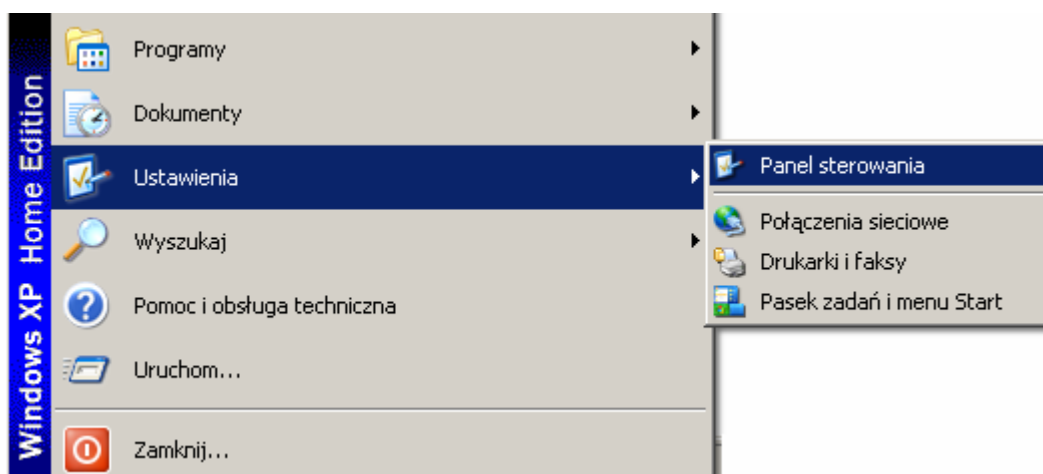 Windows XP Home Edition
Programy
Dokumenty
Ustawienia
Wyszukaj
Pomoc i obsługa techniczna
Uruchom...
Zamknij...
Panel sterowania
Połączenia sieciowe
Drukarki i faksy
Pasek zadań i menu Start